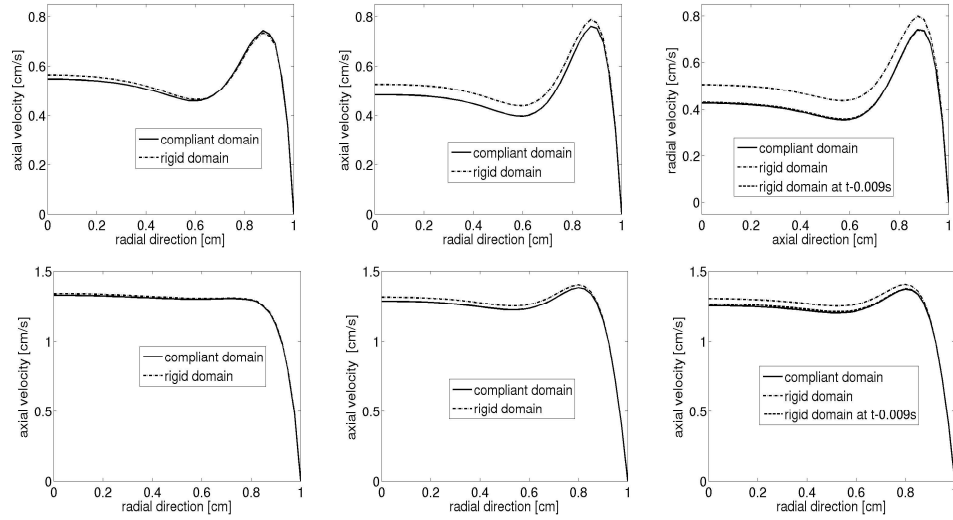 0.8
0.6
0.4
0.2
0
axial velocity [cm/s]
compliant domain
rigid domain
0 0.2 0.4 0.6 0.8 1
radial direction [cm]
0.8
0.6
0.4
0.2
0
axial velocity [cm/s]
compliant domain
rigid domain
0 0.2 0.4 0.6 0.8 1
radial direction [cm]
0.8
0.6
0.4
0.2
0
radial velocity [cm/s]
compliant domain
rigid domain
rigid domain at t-0.009s
0 0.2 0.4 0.6 0.8 1
axial direction [cm]
1.5
1
0.5
0
axial velocity [cm/s]
compliant domain
rigid domain
0 0.2 0.4 0.6 0.8 1
radial direction [cm]
1.5
1
0.5
0
axial velocity [cm/s]
compliant domain
rigid domain
0 0.2 0.4 0.6 0.8 1
radial direction [cm]
1.5
1
0.5
0
axial velocity [cm/s]
compliant domain
rigid domain
rigid domain at t-0.009s
0 0.2 0.4 0.6 0.8 1
radial direction [cm]